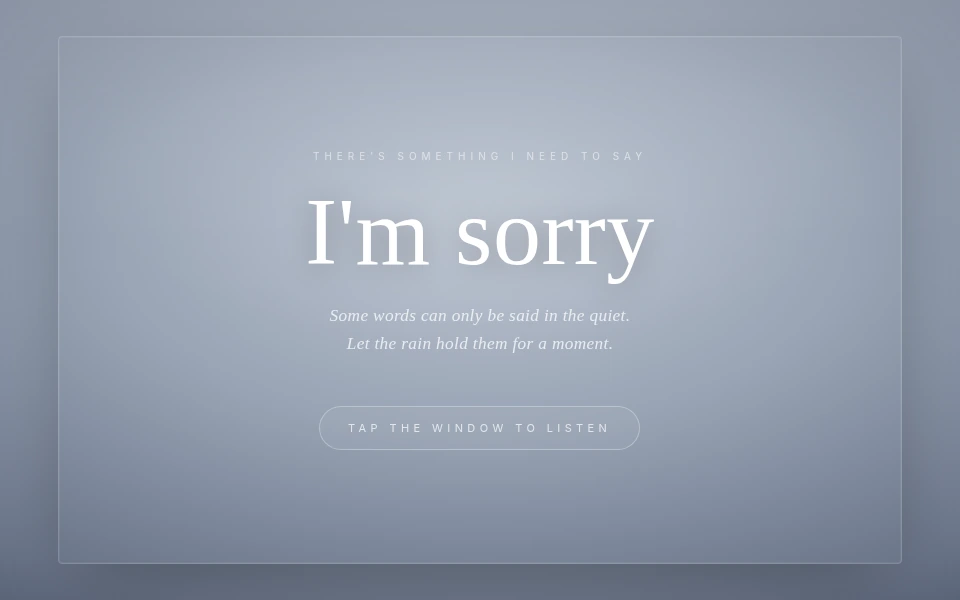 THERE'S SOMETHING I NEED TO SAY
I'm sorry
Some words can only be said in the quiet.
Let the rain hold them for a moment.
TAP THE WINDOW TO LISTEN